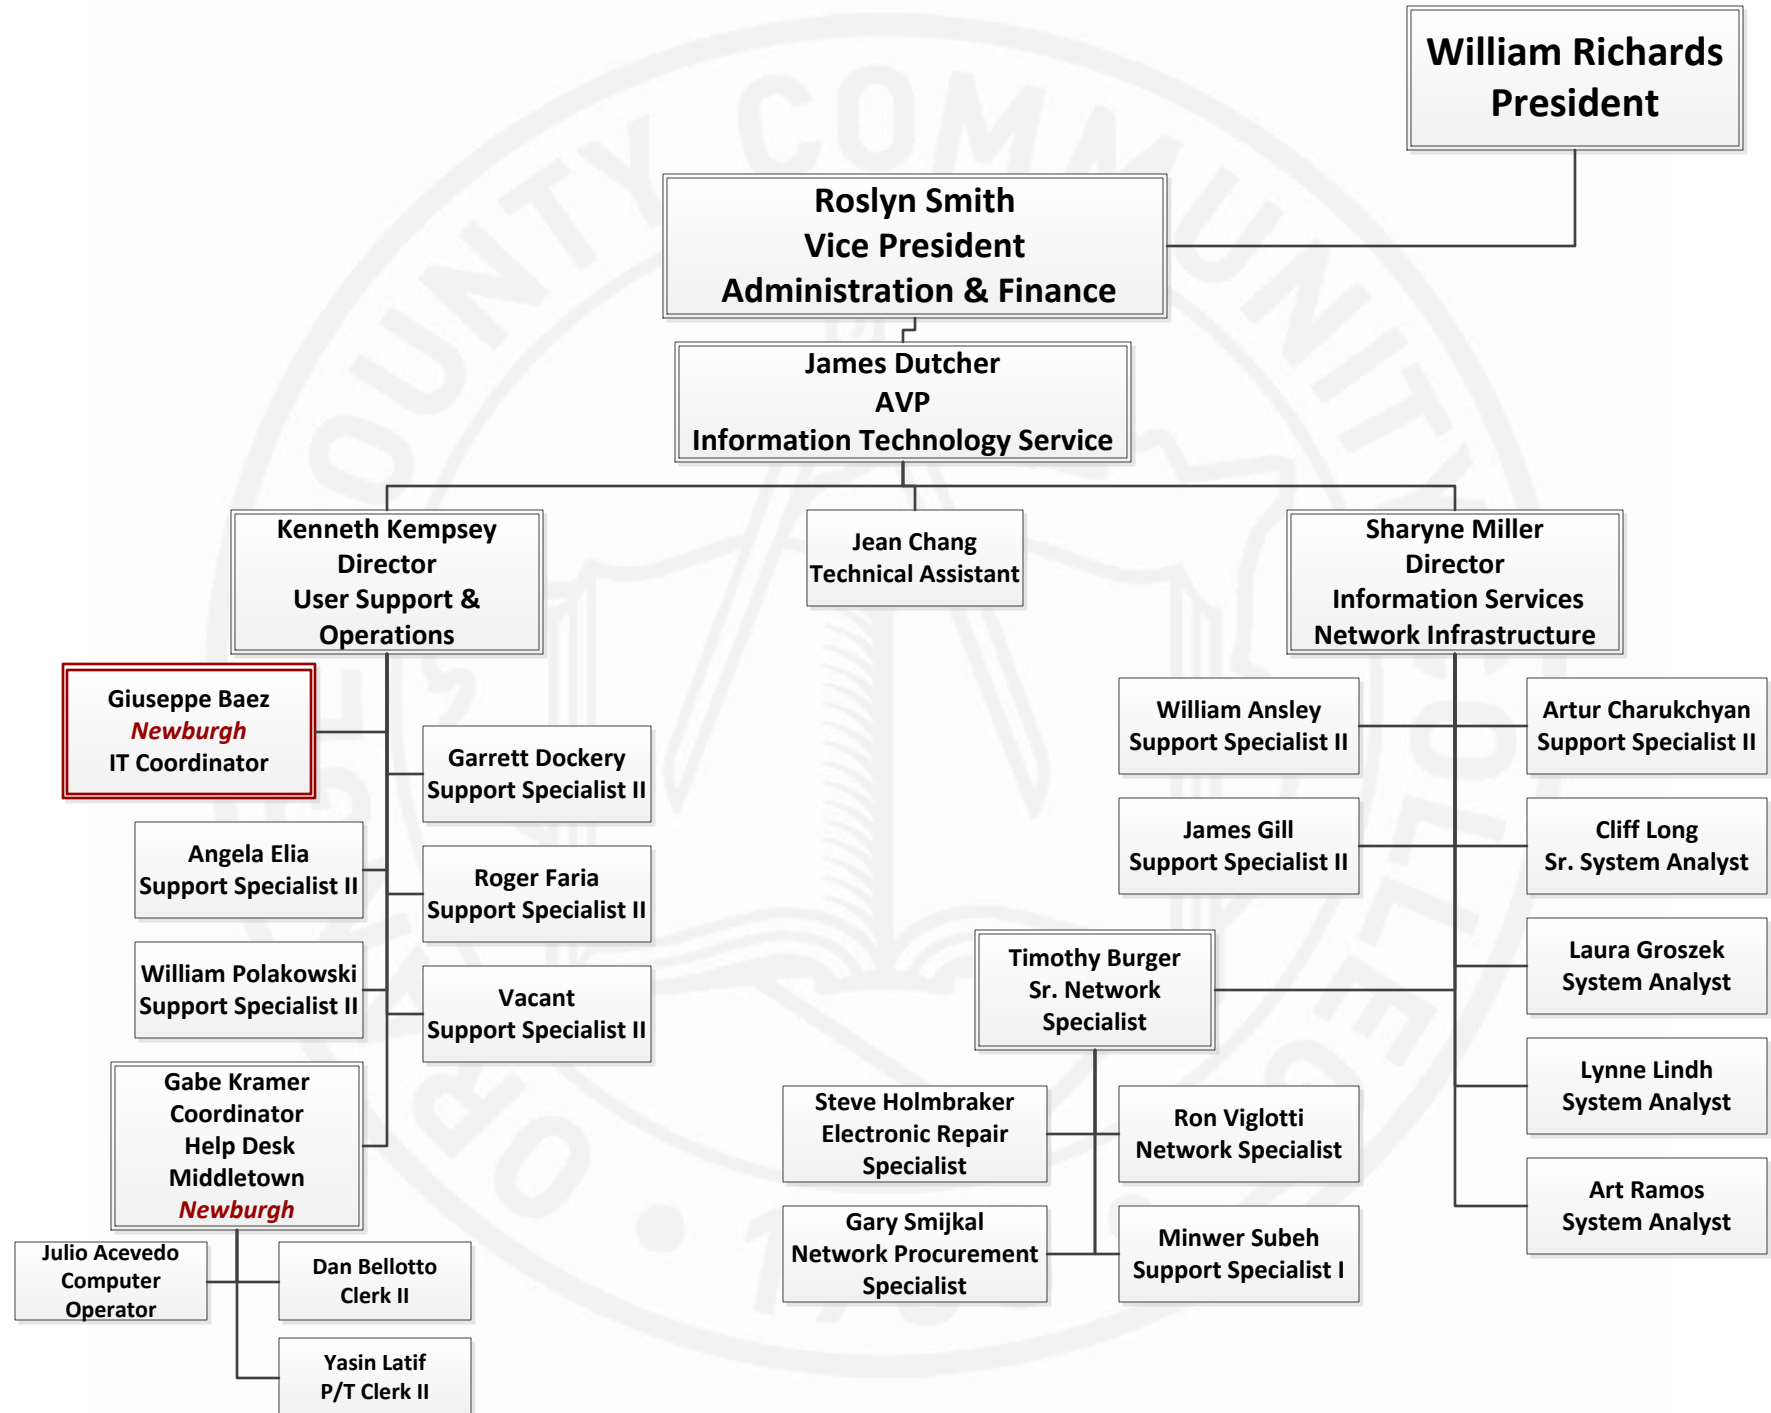 William Richards
President
Roslyn Smith
Vice President
Administration & Finance
James Dutcher
AVP
Information Technology Service
Kenneth Kempsey
Director
User Support &
Operations
Jean Chang
Technical Assistant
Sharyne Miller
Director
Information Services
Network Infrastructure
Giuseppe Baez
Newburgh
IT Coordinator
Garrett Dockery
Support Specialist II
Angela Elia
Support Specialist II
Roger Faria
Support Specialist II
William Polakowski
Support Specialist II
Vacant
Support Specialist II
Gabe Kramer
Coordinator
Help Desk
Middletown
Newburgh
Julio Acevedo
Computer
Operator
Dan Bellotto
Clerk II
Yasin Latif
P/T Clerk II
William Ansley
Support Specialist II
Artur Charukchyan
Support Specialist II
James Gill
Support Specialist II
Cliff Long
Sr. System Analyst
Timothy Burger
Sr. Network
Specialist
Laura Groszek
System Analyst
Lynne Lindh
System Analyst
Art Ramos
System Analyst
Steve Holmbraker
Electronic Repair
Specialist
Ron Viglotti
Network Specialist
Gary Smijkal
Network Procurement
Specialist
Minwer Subeh
Support Specialist I
ORANGE COUNTY COMMUNITY COLLEGE